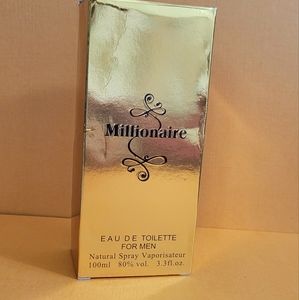 Millionaire
EAU DE TOILETTE
FOR MEN
Natural Spray Vaporisateur
100ml 80% vol. 3.3fl.oz.